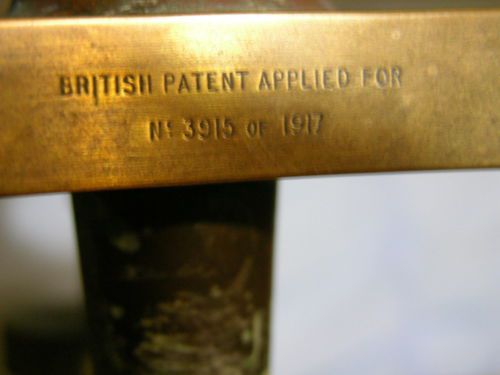 BRITISH PATENT APPLIED FOR
Nº 3915 OF 1917